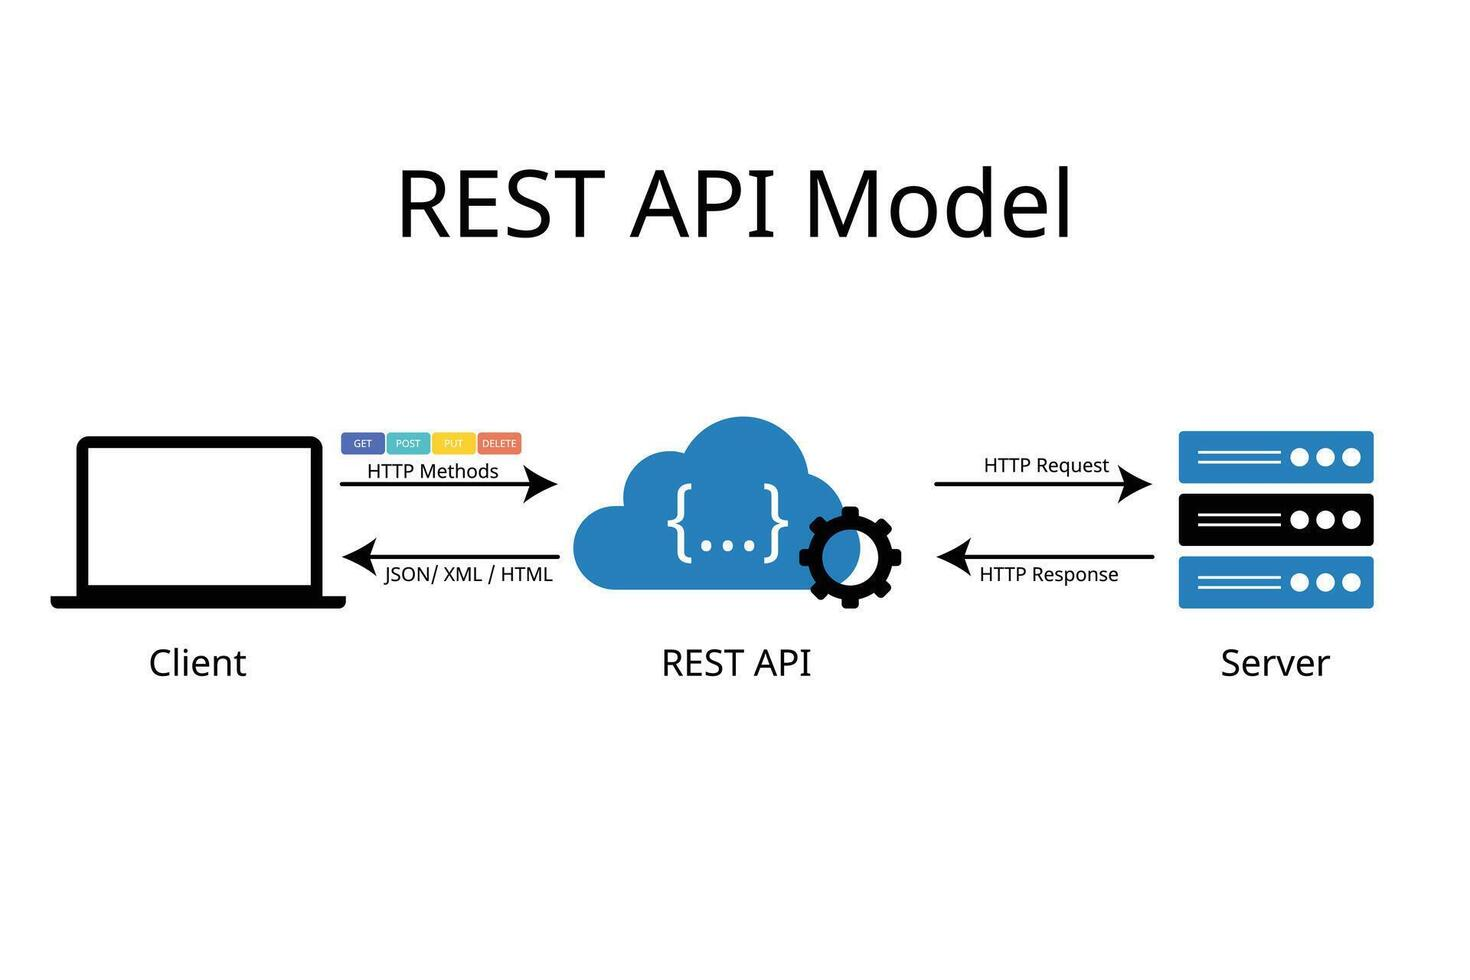 REST API Model
GET POST PUT DELETE
HTTP Methods
JSON/ XML / HTML
{...}
HTTP Request
HTTP Response
Client
REST API
Server